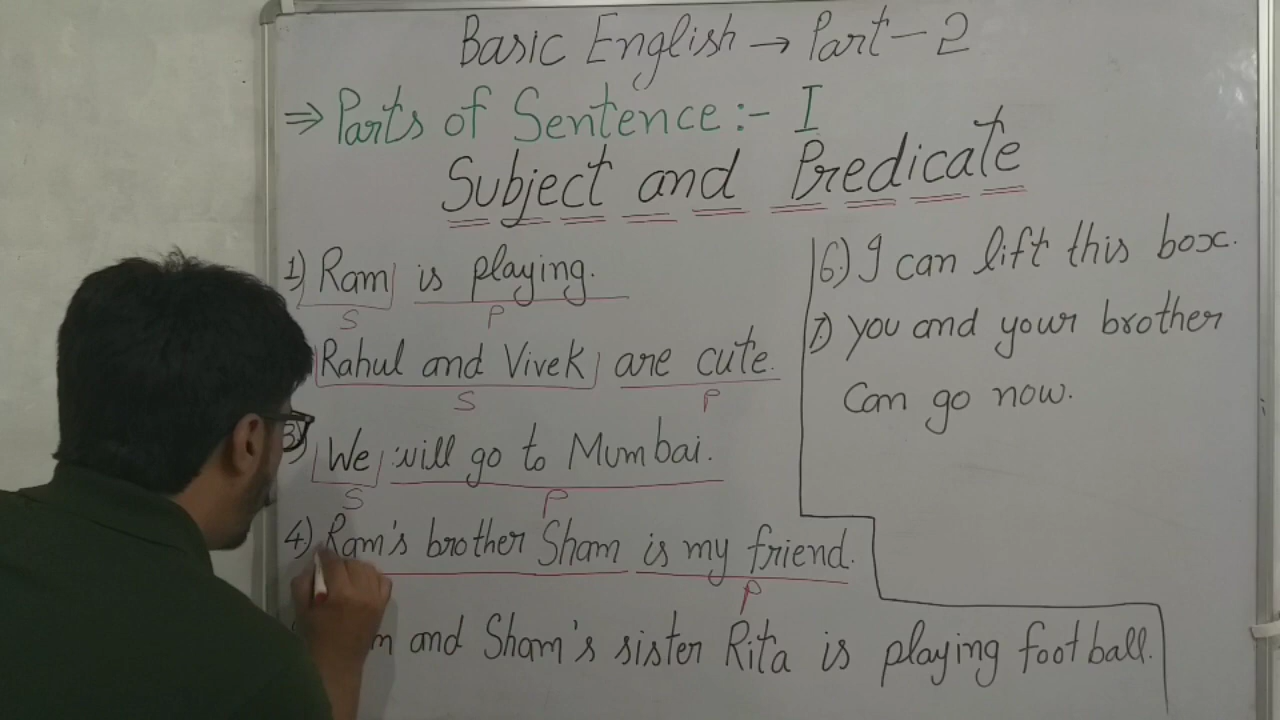 Basic English → Part-2
⇒ Parts of Sentence :- I
Subject and Predicate
1) Ram is playing.
S P
Rahul and Vivek are cute.
S P
3) We will go to Mumbai.
S P
4) Ram's brother Sham is my friend.
P
and Sham's sister Rita is playing football.
6) I can lift this box.
7) you and your brother
Can go now.